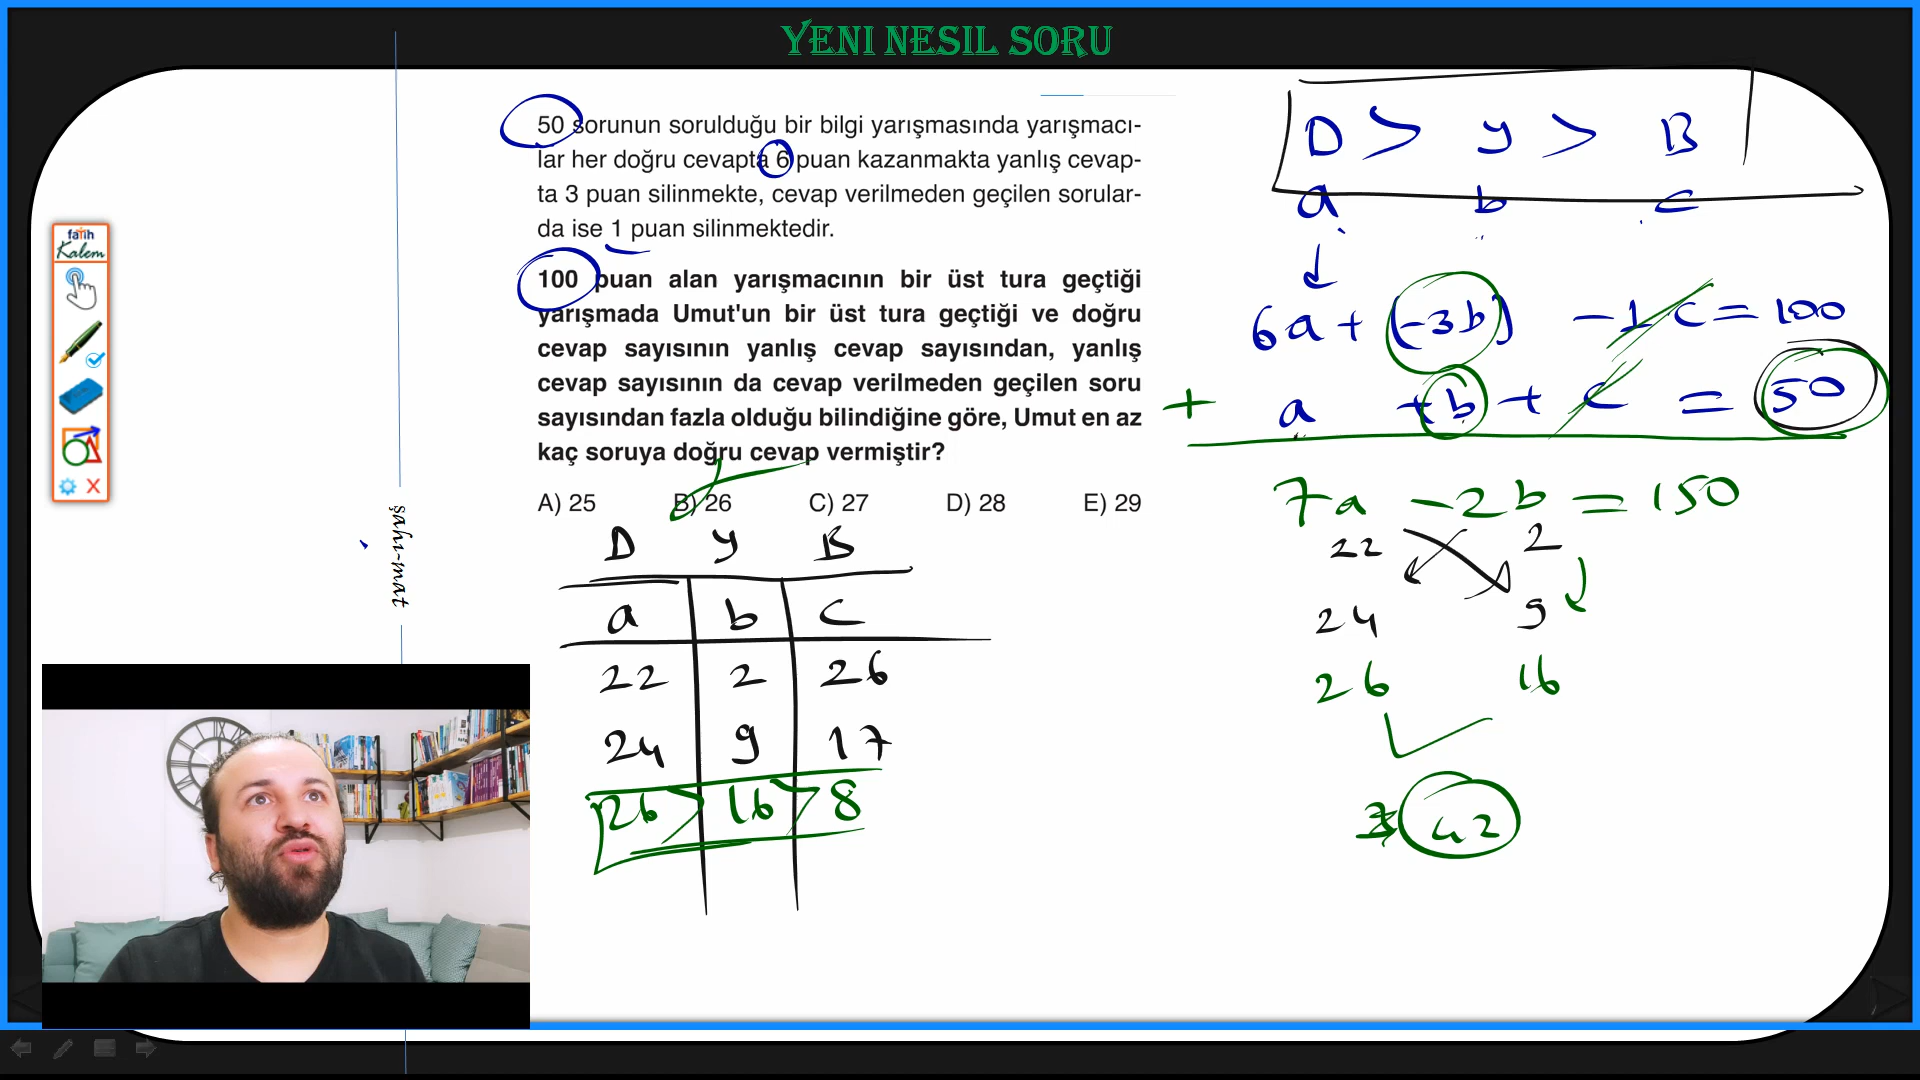 YENİ NESİL SORU
50 sorunun sorulduğu bir bilgi yarışmasında yarışmacı-
lar her doğru cevapta 6 puan kazanmakta yanlış cevap-
ta 3 puan silinmekte, cevap verilmeden geçilen sorular-
da ise 1 puan silinmektedir.
100 puan alan yarışmacının bir üst tura geçtiği
yarışmada Umut'un bir üst tura geçtiği ve doğru
cevap sayısının yanlış cevap sayısından, yanlış
cevap sayısının da cevap verilmeden geçilen soru
sayısından fazla olduğu bilindiğine göre, Umut en az
kaç soruya doğru cevap vermiştir?
A) 25 B) 26 C) 27 D) 28 E) 29
D y B
a b c
22 2 26
24 9 17
26 > 16 > 8
D > y > B
a b c
6a + (-3b) -1c = 100
+ a + b + c = 50
7a - 2b = 150
22 2
24 9
26 16
42
fatih
Kalem
şahı-mat